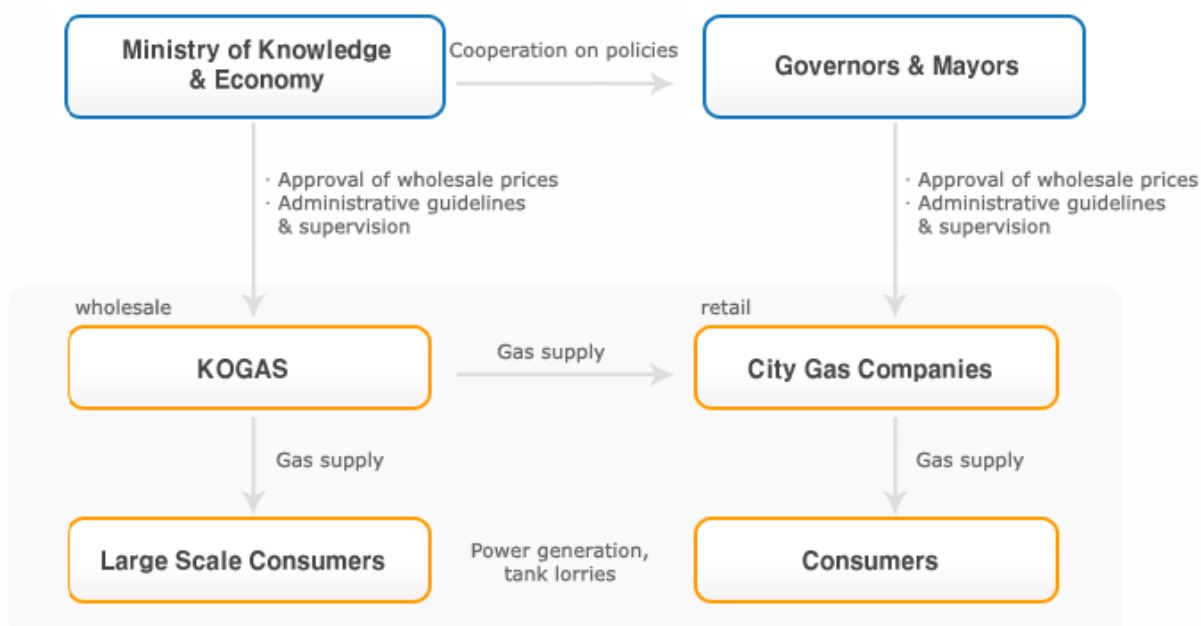 Ministry of Knowledge
& Economy
Cooperation on policies
Governors & Mayors
· Approval of wholesale prices
· Administrative guidelines
& supervision
· Approval of wholesale prices
· Administrative guidelines
& supervision
wholesale
retail
KOGAS
Gas supply
City Gas Companies
Gas supply
Gas supply
Large Scale Consumers
Power generation,
tank lorries
Consumers